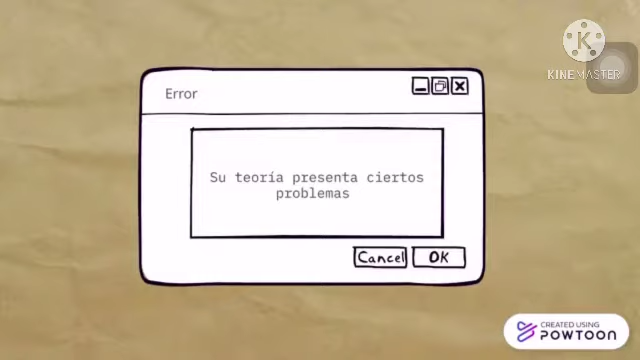 KINEMASTER
Error
Su teoría presenta ciertos
problemas
Cancel OK
CREATED USING
POWTOON